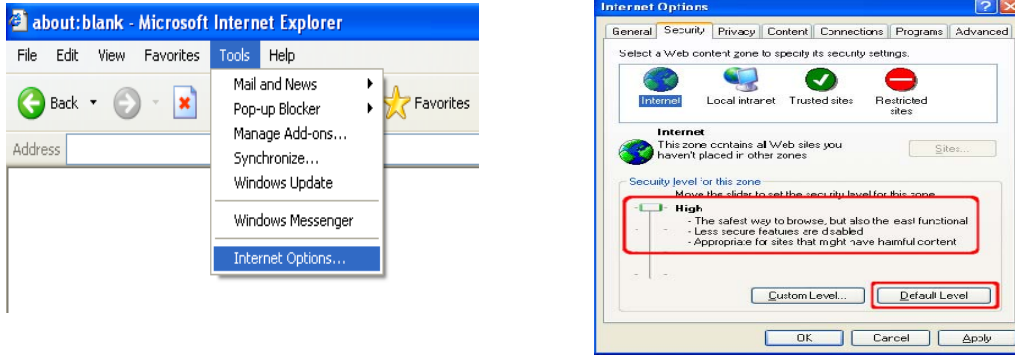 about:blank - Microsoft Internet Explorer
File Edit View Favorites Tools Help
Back Favorites
Address
Mail and News
Pop-up Blocker
Manage Add-ons...
Synchronize...
Windows Update
Windows Messenger
Internet Options...
Internet Options
General Security Privacy Content Connections Programs Advanced
Select a Web content zone to specify its security settings.
Internet Local intranet Trusted sites Restricted
sites
Internet
This zone contains all Web sites you
haven't placed in other zones
Sites...
Security level for this zone
Move the slider to set the security level for this zone
High
- The safest way to browse, but also the least functional
- Less secure features are disabled
- Appropriate for sites that might have harmful content
Custom Level... Default Level
OK Cancel Apply